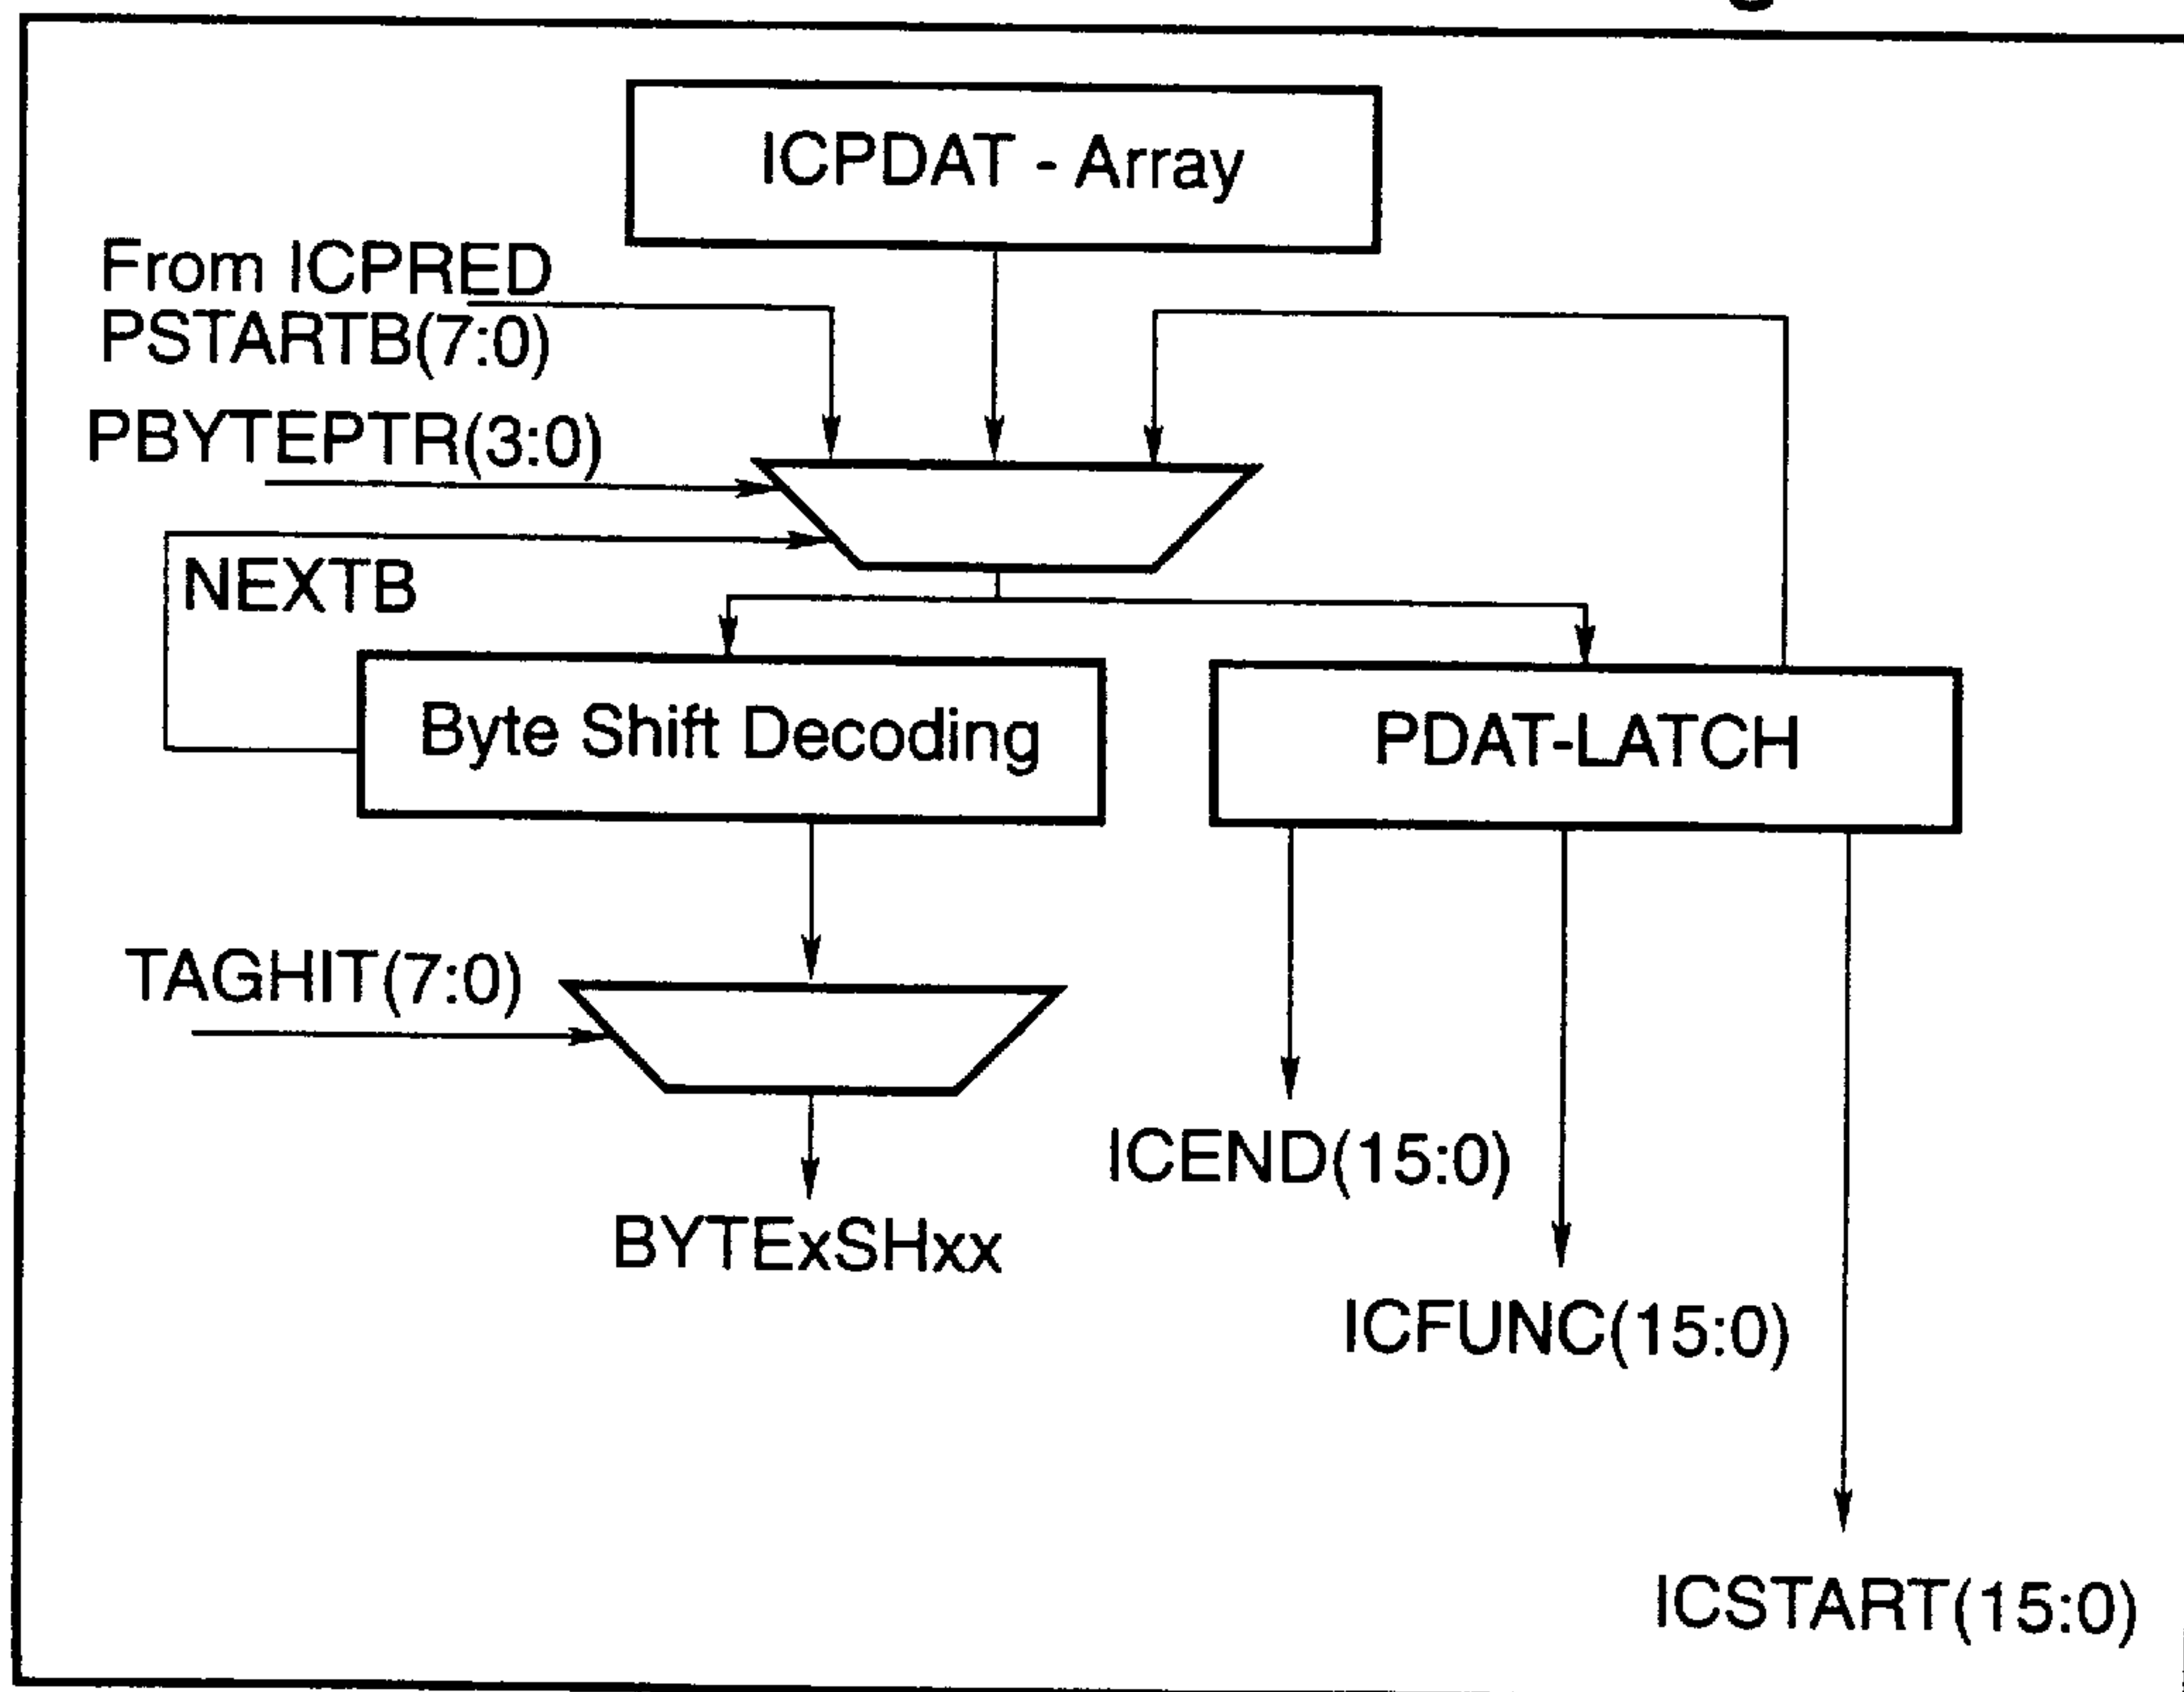 ICPDAT - Array
From ICPRED
PSTARTB(7:0)
PBYTEPTR(3:0)
NEXTB
Byte Shift Decoding
PDAT-LATCH
TAGHIT(7:0)
ICEND(15:0)
BYTExSHxx
ICFUNC(15:0)
ICSTART(15:0)